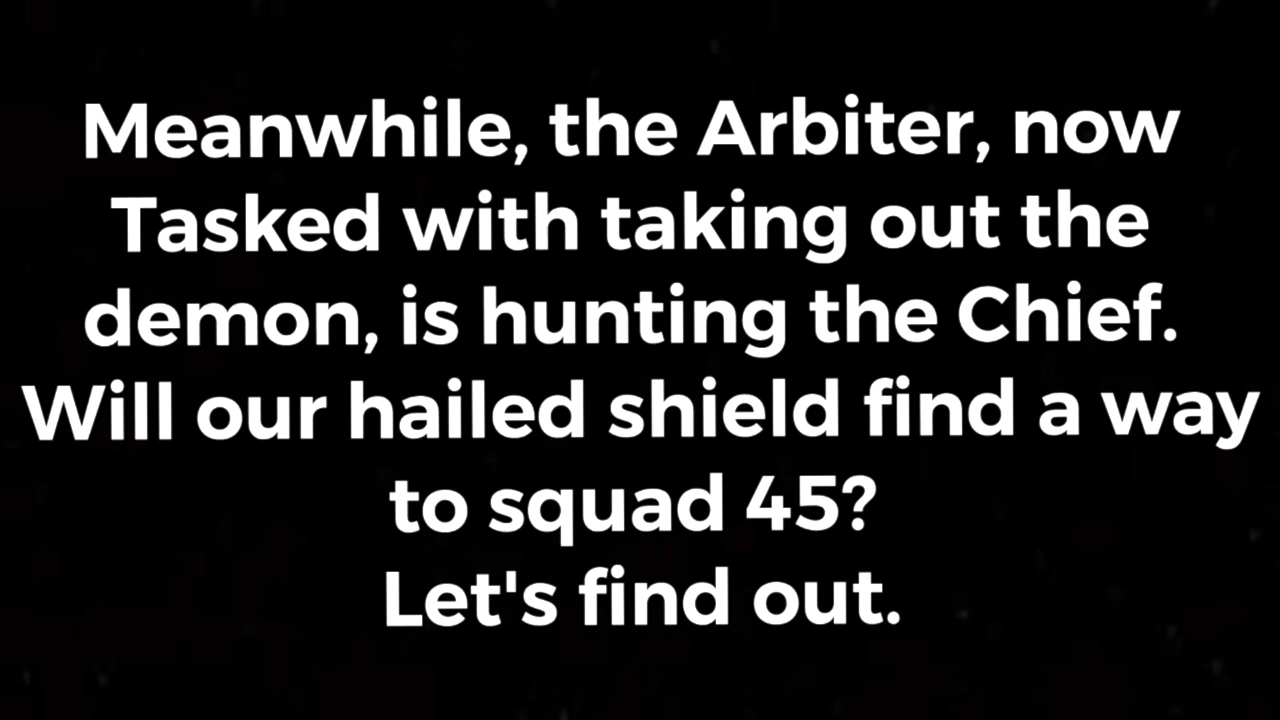 Meanwhile, the Arbiter, now
Tasked with taking out the
demon, is hunting the Chief.
Will our hailed shield find a way
to squad 45?
Let's find out.